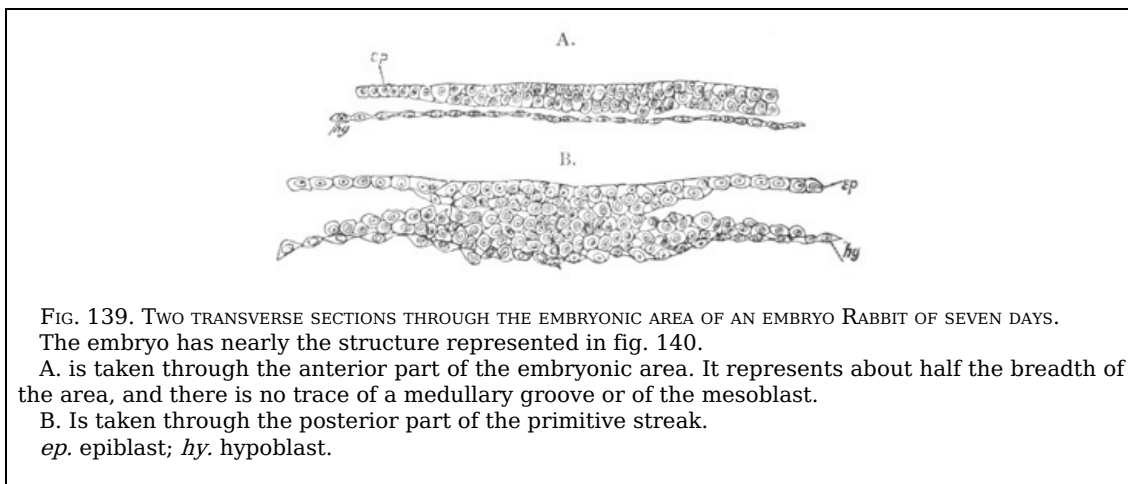 A.
ep
hy
B.
ep
hy
FIG. 139. TWO TRANSVERSE SECTIONS THROUGH THE EMBRYONIC AREA OF AN EMBRYO RABBIT OF SEVEN DAYS.
The embryo has nearly the structure represented in fig. 140.
A. is taken through the anterior part of the embryonic area. It represents about half the breadth of
the area, and there is no trace of a medullary groove or of the mesoblast.
B. Is taken through the posterior part of the primitive streak.
ep. epiblast; hy. hypoblast.